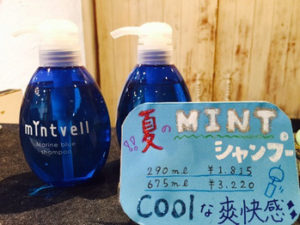 mYntvell
Marine blue
shampoo
!! 夏のMINT
シャンプー
290ml ¥1,815
675ml ¥3,220
COOLな爽快感